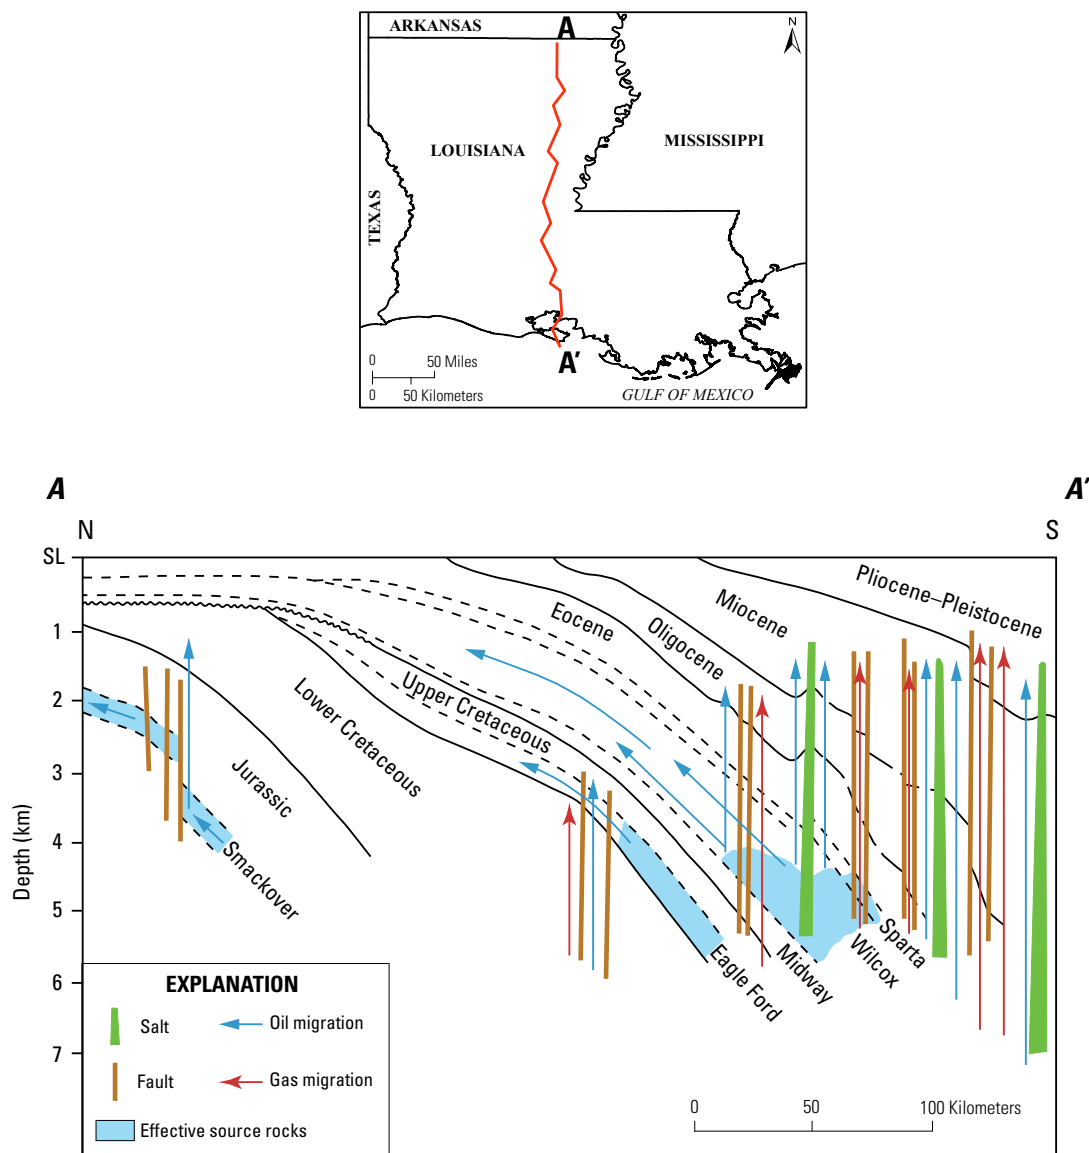 ARKANSAS
A
N
LOUISIANA
MISSISSIPPI
TEXAS
A'
0 50 Miles
0 50 Kilometers
GULF OF MEXICO
A
A'
N
S
SL
1
2
3
4
5
6
7
Depth (km)
Pliocene–Pleistocene
Miocene
Eocene
Oligocene
Upper Cretaceous
Lower Cretaceous
Jurassic
Smackover
Eagle Ford
Midway
Wilcox
Sparta
EXPLANATION
Salt
Oil migration
Fault
Gas migration
Effective source rocks
0 50 100 Kilometers